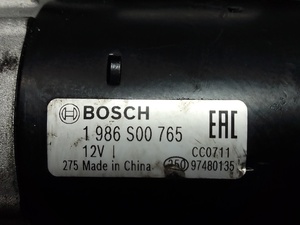 BOSCH
1 986 S00 765
EAC
12V | CC0711
275 Made in China 250 97480135